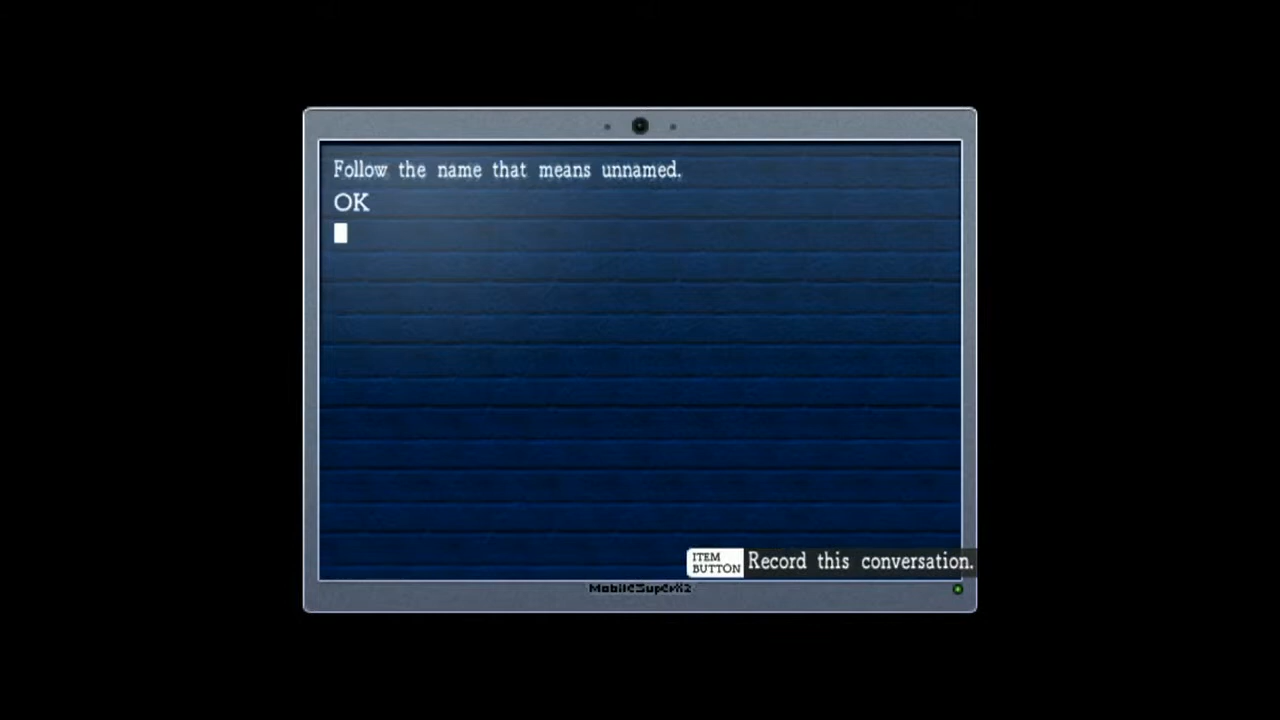 Follow the name that means unnamed.
OK
ITEM
BUTTON
Record this conversation.